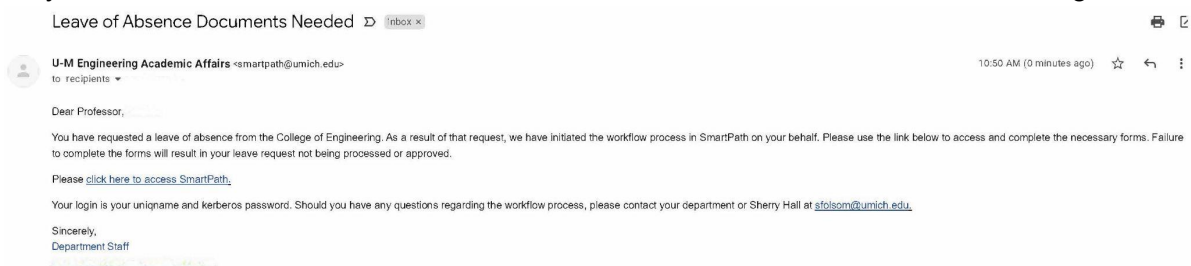 Leave of Absence Documents Needed Inbox ×
U-M Engineering Academic Affairs <smartpath@umich.edu>
10:50 AM (0 minutes ago)
to recipients
Dear Professor,
You have requested a leave of absence from the College of Engineering. As a result of that request, we have initiated the workflow process in SmartPath on your behalf. Please use the link below to access and complete the necessary forms. Failure
to complete the forms will result in your leave request not being processed or approved.
Please click here to access SmartPath.
Your login is your uniqname and kerberos password. Should you have any questions regarding the workflow process, please contact your department or Sherry Hall at sfolsom@umich.edu.
Sincerely,
Department Staff